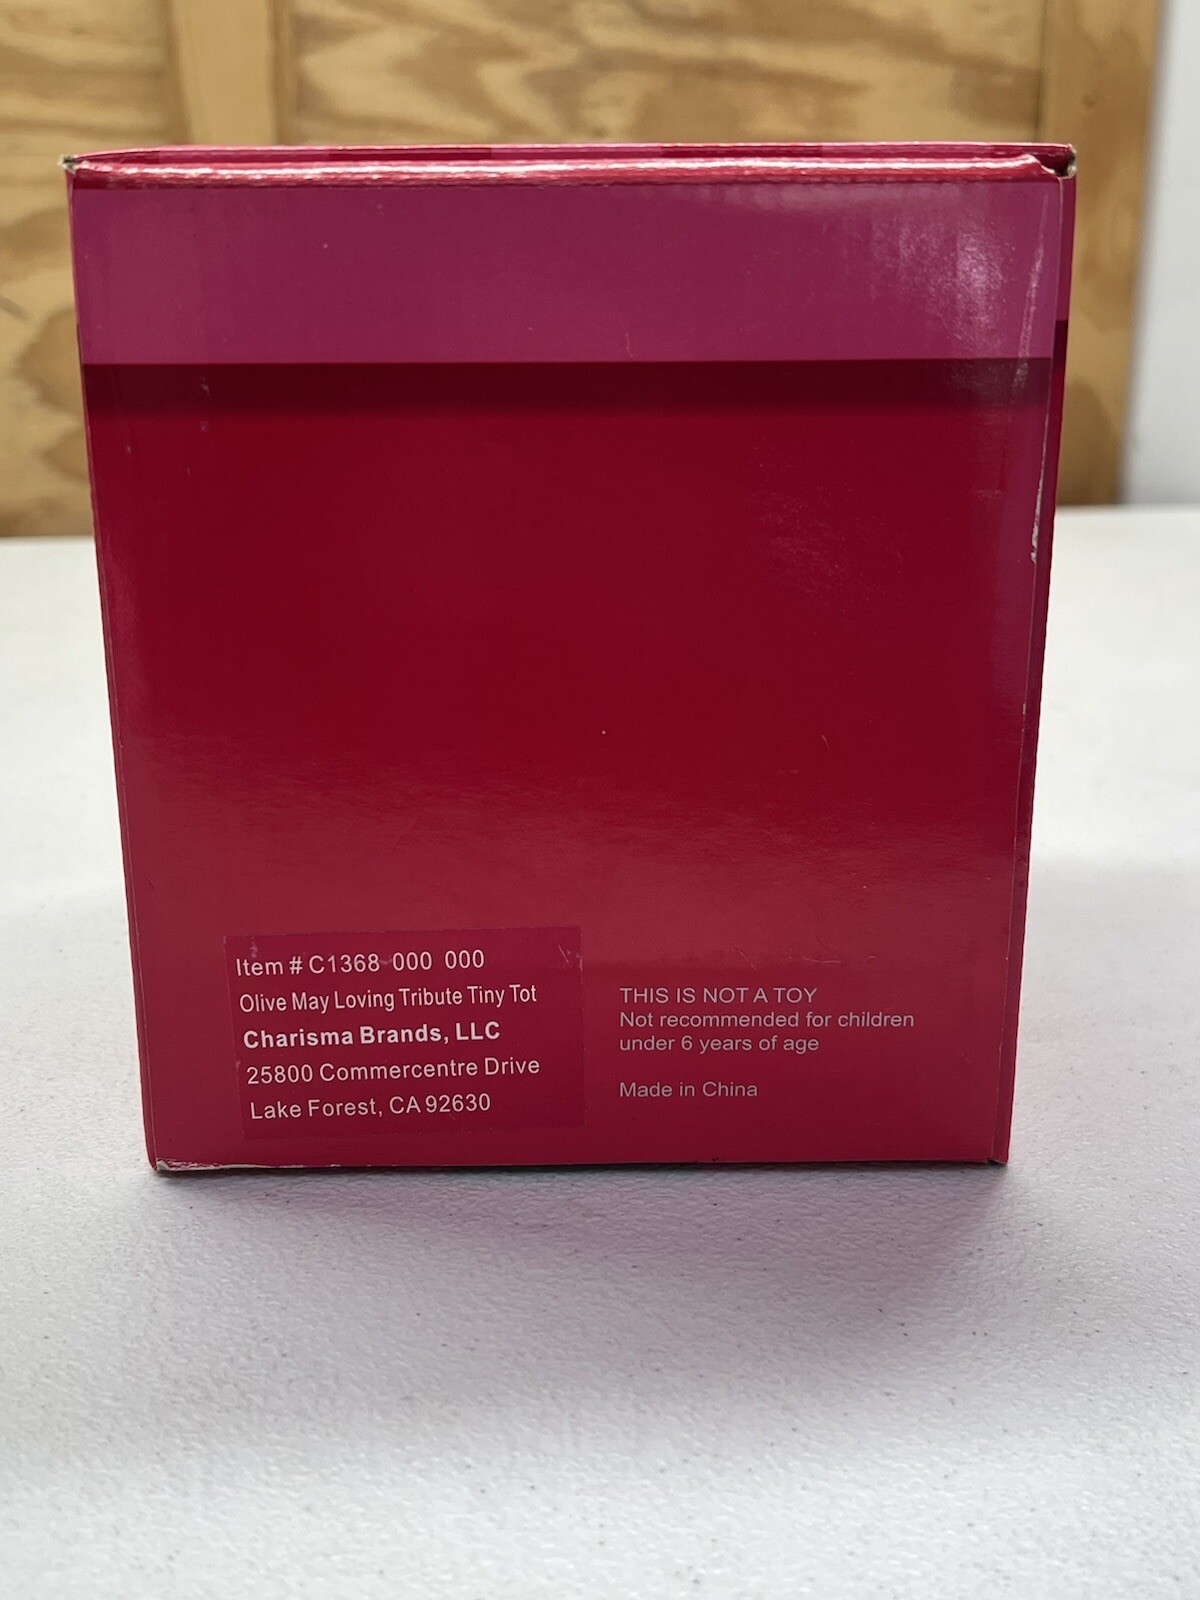 Item # C1368 000 000
Olive May Loving Tribute Tiny Tot
Charisma Brands, LLC
25800 Commercentre Drive
Lake Forest, CA 92630
THIS IS NOT A TOY
Not recommended for children
under 6 years of age
Made in China